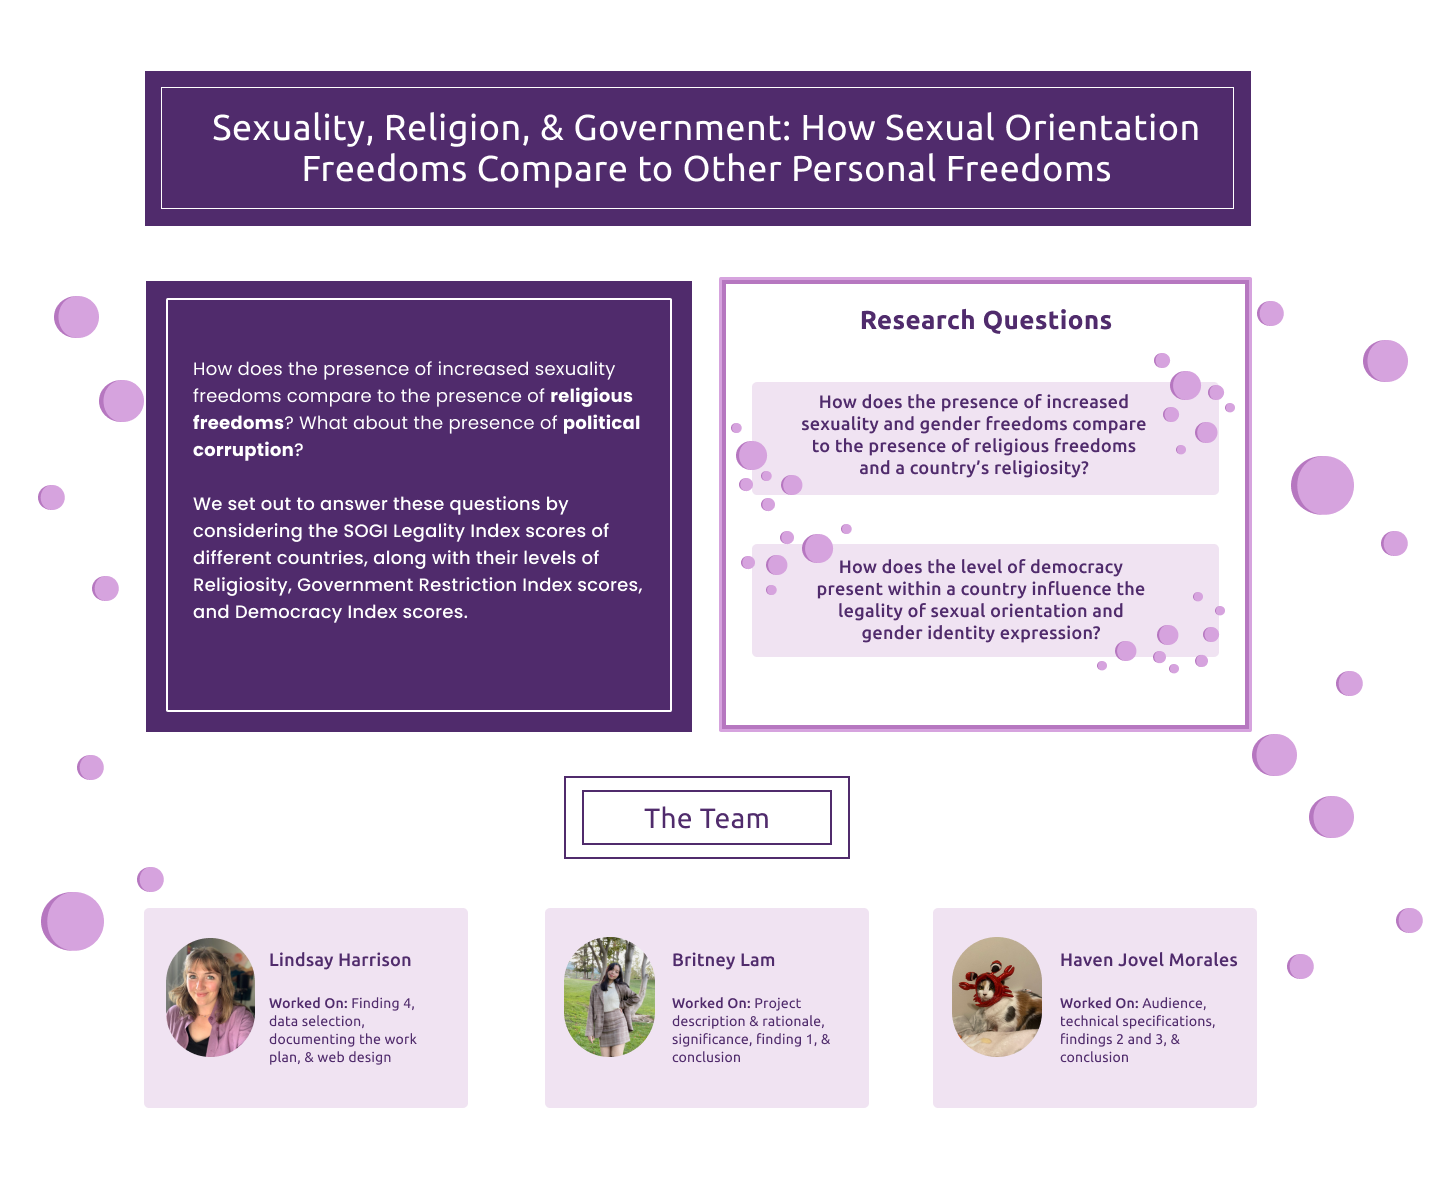 Sexuality, Religion, & Government: How Sexual Orientation
Freedoms Compare to Other Personal Freedoms
How does the presence of increased sexuality
freedoms compare to the presence of religious
freedoms? What about the presence of political
corruption?
We set out to answer these questions by
considering the SOGI Legality Index scores of
different countries, along with their levels of
Religiosity, Government Restriction Index scores,
and Democracy Index scores.
Research Questions
How does the presence of increased
sexuality and gender freedoms compare
to the presence of religious freedoms
and a country’s religiosity?
How does the level of democracy
present within a country influence the
legality of sexual orientation and
gender identity expression?
The Team
Lindsay Harrison
Worked On: Finding 4,
data selection,
documenting the work
plan, & web design
Britney Lam
Worked On: Project
description & rationale,
significance, finding 1, &
conclusion
Haven Jovel Morales
Worked On: Audience,
technical specifications,
findings 2 and 3, &
conclusion